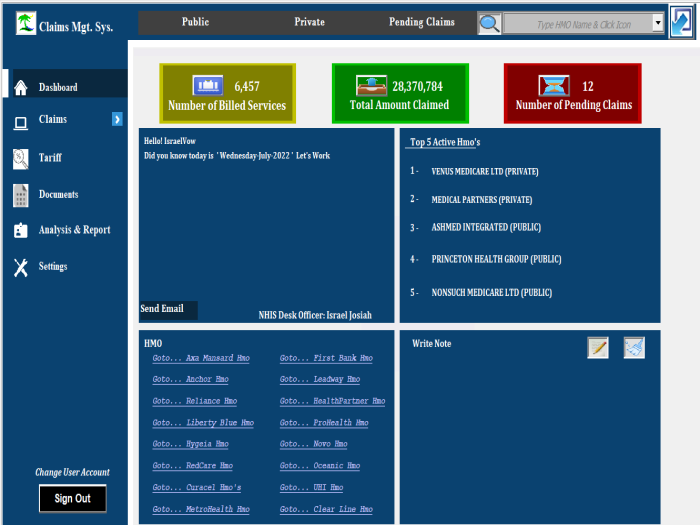 Claims Mgt. Sys.
Public
Private
Pending Claims
Type HMO Name & Click Icon
Dashboard
Claims
Tariff
Documents
Analysis & Report
Settings
Change User Account
Sign Out
6,457
Number of Billed Services
28,370,784
Total Amount Claimed
12
Number of Pending Claims
Hello! IsraelVow
Did you know today is 'Wednesday-July-2022' Let's Work
Send Email
NHIS Desk Officer: Israel Josiah
Top 5 Active Hmo's
1 - VENUS MEDICARE LTD (PRIVATE)
2 - MEDICAL PARTNERS (PRIVATE)
3 - ASHMED INTEGRATED (PUBLIC)
4 - PRINCETON HEALTH GROUP (PUBLIC)
5 - NONSUCH MEDICARE LTD (PUBLIC)
HMO
Goto... Axa Mansard Hmo
Goto... First Bank Hmo
Goto... Anchor Hmo
Goto... Leadway Hmo
Goto... Reliance Hmo
Goto... HealthPartner Hmo
Goto... Liberty Blue Hmo
Goto... ProHealth Hmo
Goto... Hygeia Hmo
Goto... Novo Hmo
Goto... RedCare Hmo
Goto... Oceanic Hmo
Goto... Curacel Hmo's
Goto... UHI Hmo
Goto... MetroHealth Hmo
Goto... Clear Line Hmo
Write Note